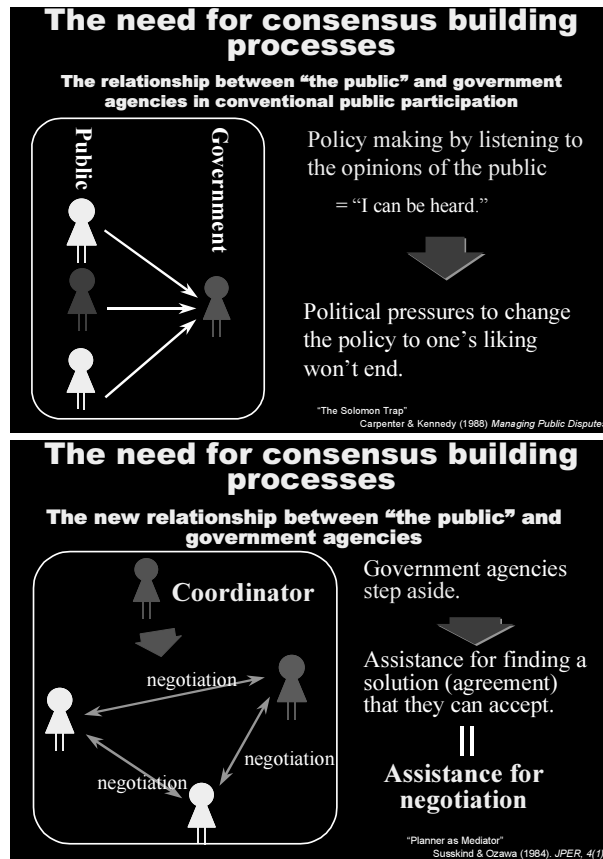 The need for consensus building
processes
The relationship between “the public” and government
agencies in conventional public participation
Public
Government
Policy making by listening to
the opinions of the public
= “I can be heard.”
Political pressures to change
the policy to one’s liking
won’t end.
“The Solomon Trap”
Carpenter & Kennedy (1988) Managing Public Disputes
The need for consensus building
processes
The new relationship between “the public” and
government agencies
Coordinator
negotiation
negotiation
negotiation
Government agencies
step aside.
Assistance for finding a
solution (agreement)
that they can accept.
Assistance for
negotiation
“Planner as Mediator”
Susskind & Ozawa (1984). JPER, 4(1)